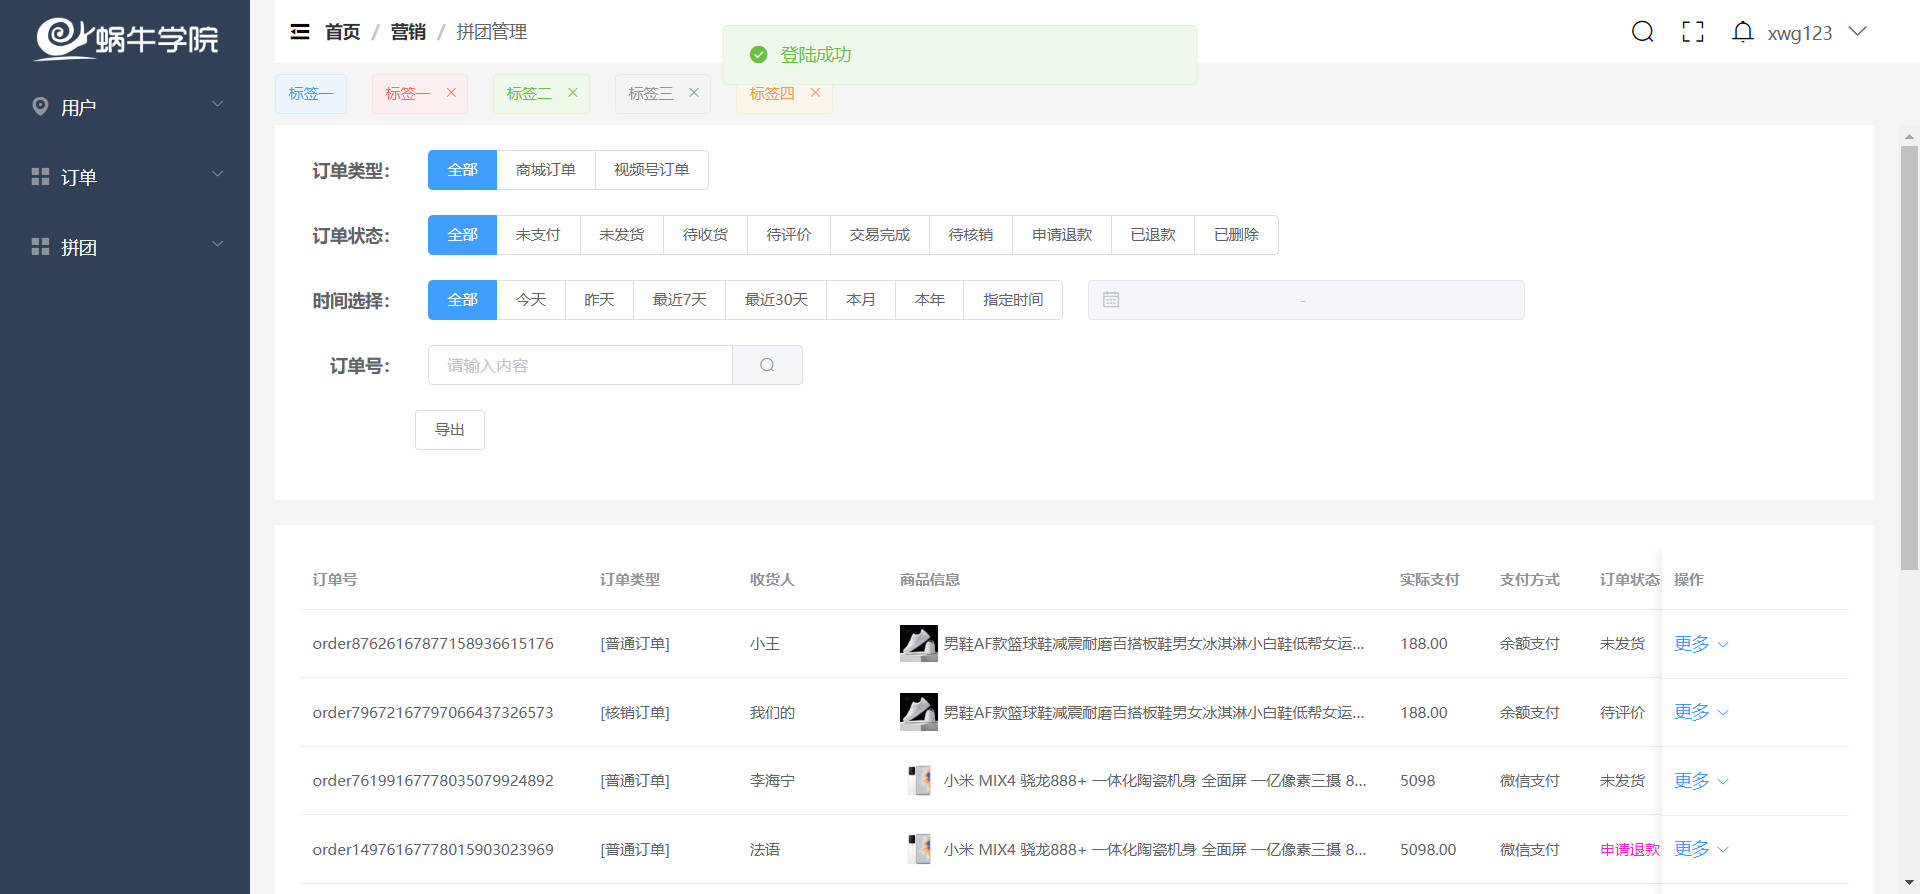 蜗牛学院
用户
订单
拼团
首页 / 营销 / 拼团管理
登陆成功
xwg123
标签一 标签一 标签二 标签三 标签四
订单类型： 全部 商城订单 视频号订单
订单状态： 全部 未支付 未发货 待收货 待评价 交易完成 待核销 申请退款 已退款 已删除
时间选择： 全部 今天 昨天 最近7天 最近30天 本月 本年 指定时间 -
订单号： 请输入内容
导出
订单号 订单类型 收货人 商品信息 实际支付 支付方式 订单状态 操作
order87626167877158936615176 [普通订单] 小王 男鞋AF款篮球鞋减震耐磨百搭板鞋男女冰淇淋小白鞋低帮女运... 188.00 余额支付 未发货 更多
order79672167797066437326573 [核销订单] 我们的 男鞋AF款篮球鞋减震耐磨百搭板鞋男女冰淇淋小白鞋低帮女运... 188.00 余额支付 待评价 更多
order76199167778035079924892 [普通订单] 李海宁 小米 MIX4 骁龙888+ 一体化陶瓷机身 全面屏 一亿像素三摄 8... 5098 微信支付 未发货 更多
order14976167778015903023969 [普通订单] 法语 小米 MIX4 骁龙888+ 一体化陶瓷机身 全面屏 一亿像素三摄 8... 5098.00 微信支付 申请退款 更多